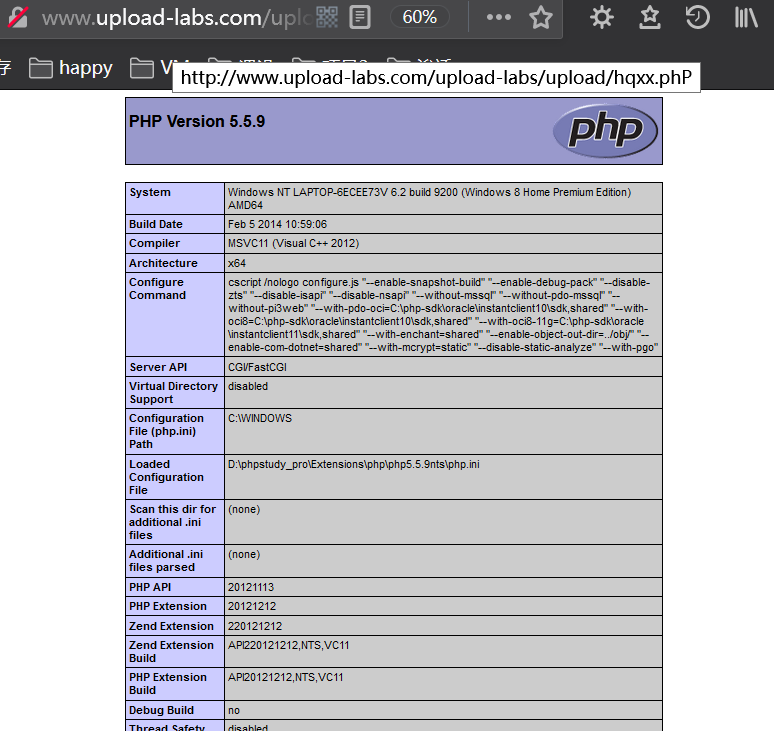 www.upload-labs.com/uplo
60%
存
happy
http://www.upload-labs.com/upload-labs/upload/hqxx.phP
PHP Version 5.5.9
php
System
Windows NT LAPTOP-6ECEE73V 6.2 build 9200 (Windows 8 Home Premium Edition)
AMD64
Build Date
Feb 5 2014 10:59:06
Compiler
MSVC11 (Visual C++ 2012)
Architecture
x64
Configure
Command
cscript /nologo configure.js "--enable-snapshot-build" "--enable-debug-pack" "--disable-
zts" "--disable-isapi" "--disable-nsapi" "--without-mssql" "--without-pdo-mssql" "--
without-pi3web" "--with-pdo-oci=C:\php-sdk\oracle\instantclient10\sdk,shared" "--with-
oci8=C:\php-sdk\oracle\instantclient10\sdk,shared" "--with-oci8-11g=C:\php-sdk\oracle
\instantclient11\sdk,shared" "--with-enchant=shared" "--enable-object-out-dir=../obj/" "--
enable-com-dotnet=shared" "--with-mcrypt=static" "--disable-static-analyze" "--with-pgo"
Server API
CGI/FastCGI
Virtual Directory
Support
disabled
Configuration
File (php.ini)
Path
C:\WINDOWS
Loaded
Configuration
File
D:\phpstudy_pro\Extensions\php\php5.5.9nts\php.ini
Scan this dir for
additional .ini
files
(none)
Additional .ini
files parsed
(none)
PHP API
20121113
PHP Extension
20121212
Zend Extension
220121212
Zend Extension
Build
API220121212,NTS,VC11
PHP Extension
Build
API20121212,NTS,VC11
Debug Build
no
Thread Safety
disabled